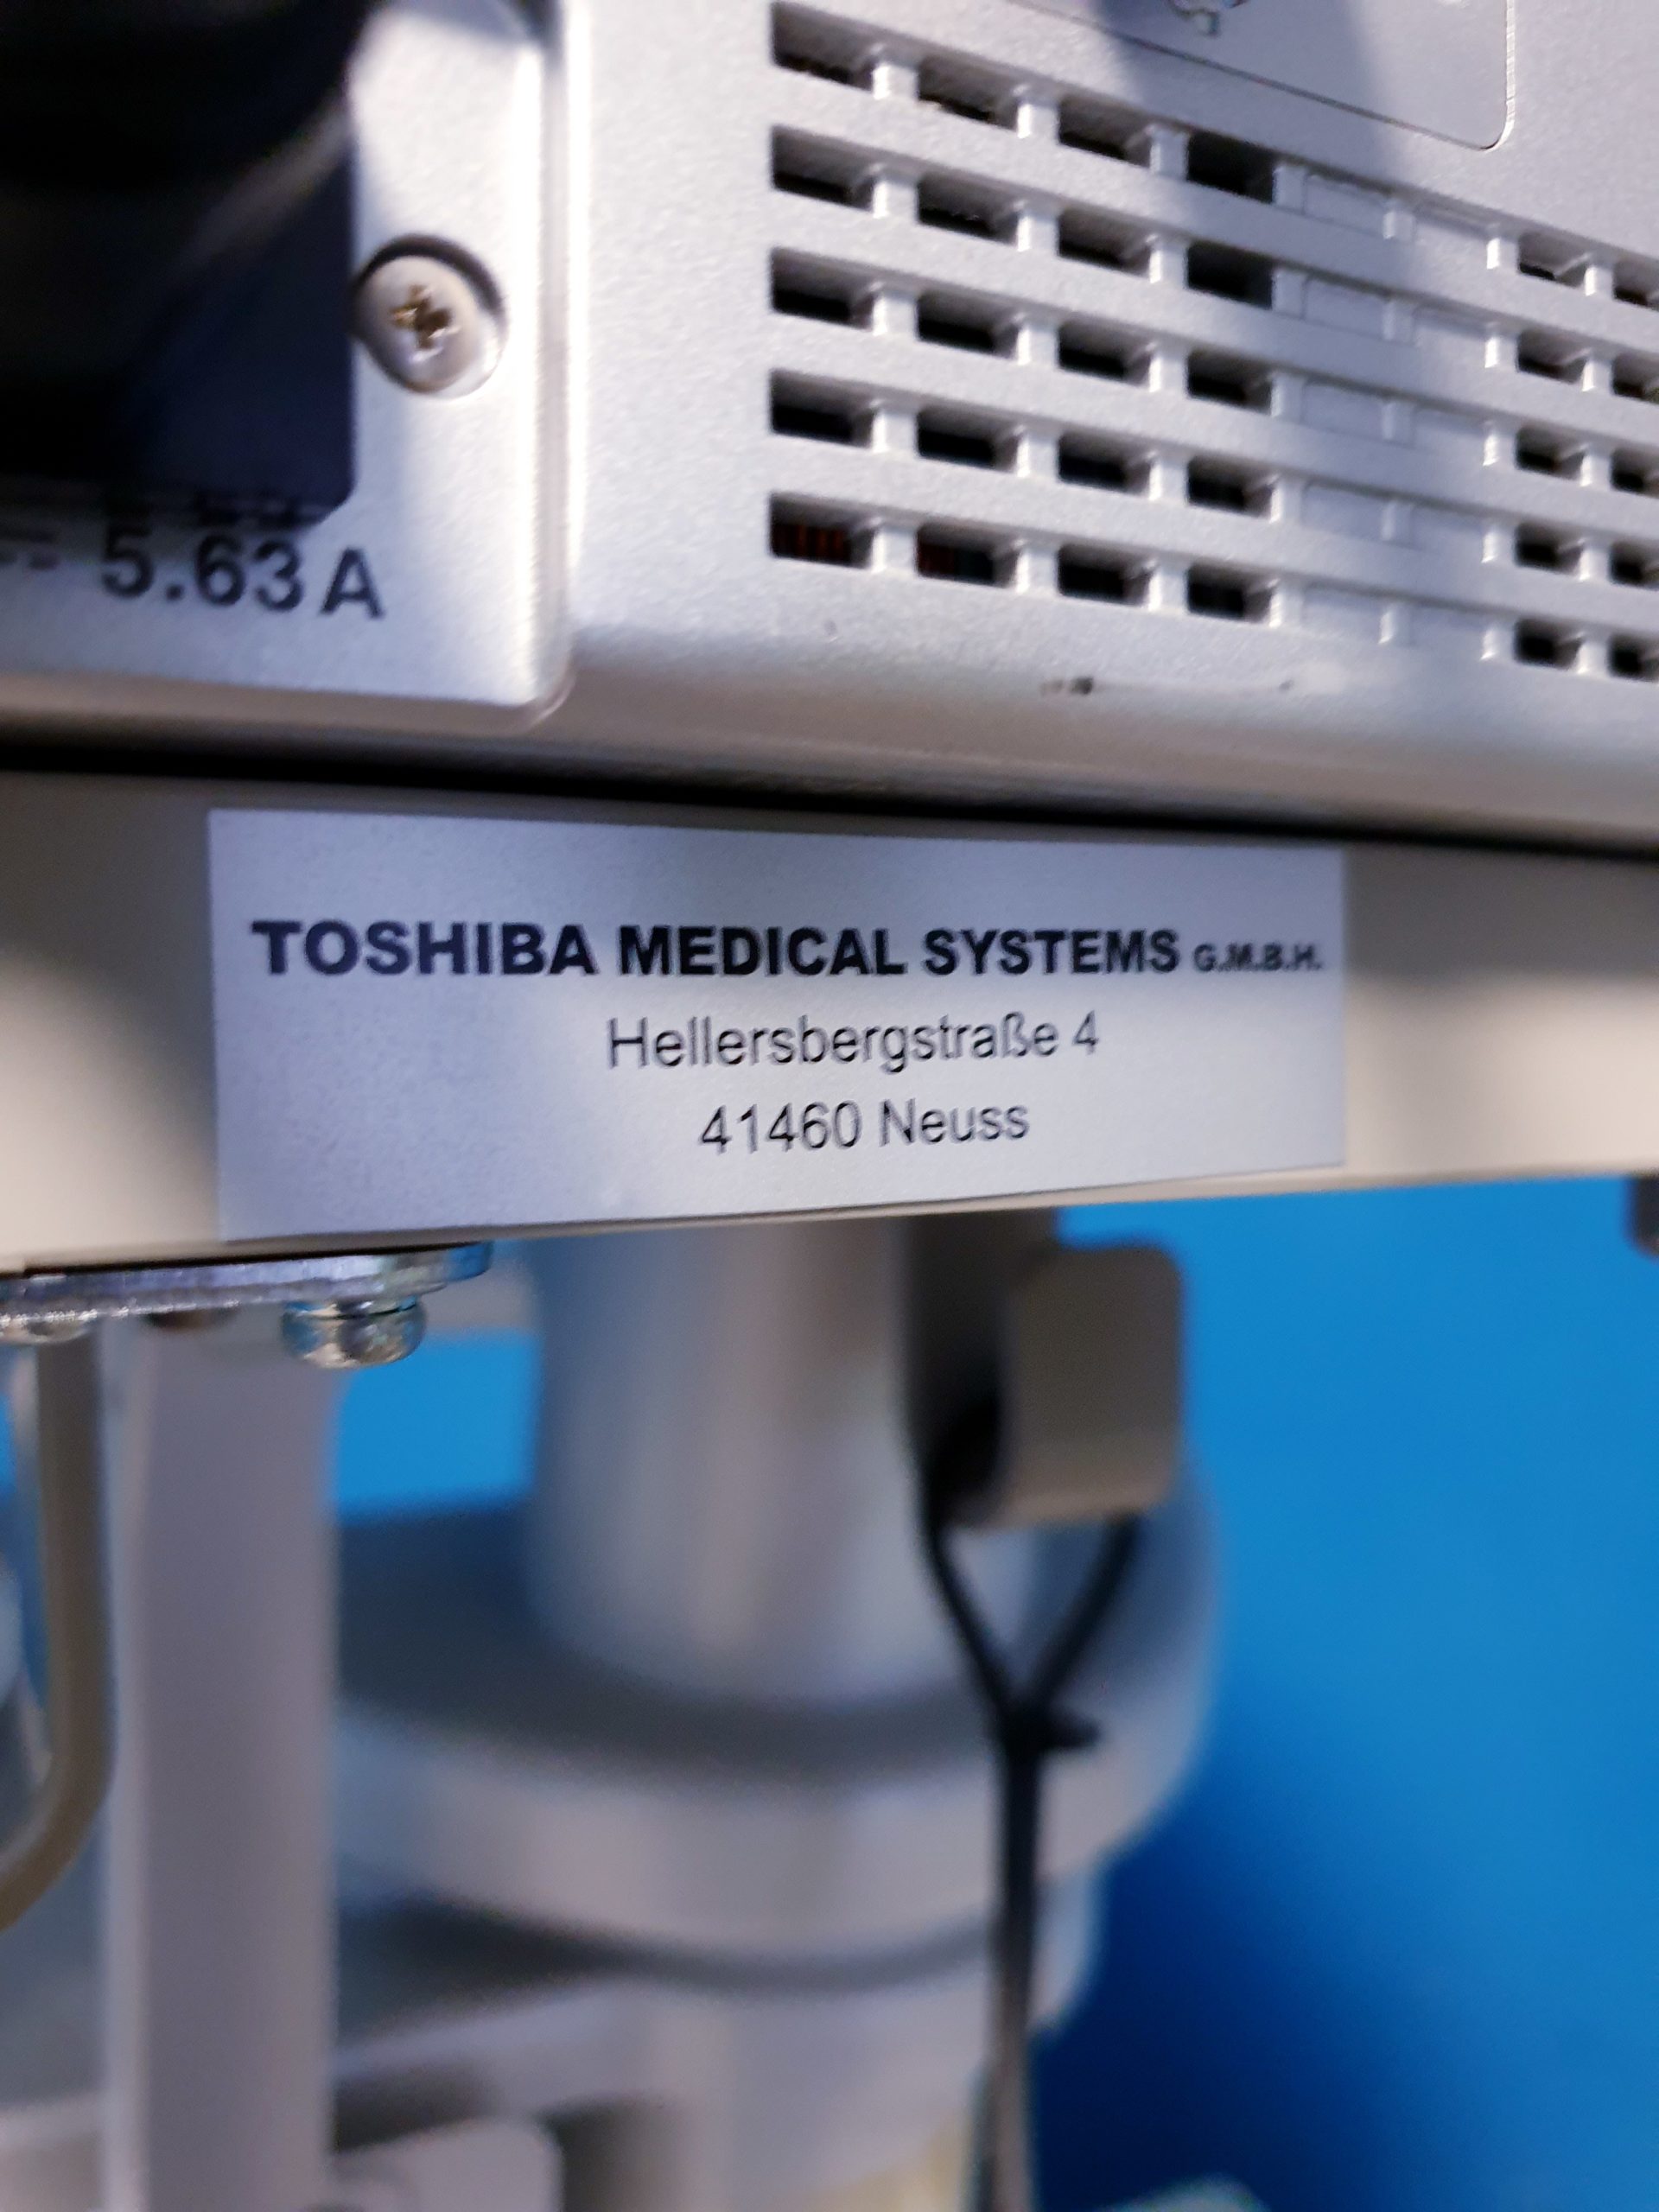 5.63 A
TOSHIBA MEDICAL SYSTEMS G.M.B.H.
Hellersbergstraße 4
41460 Neuss